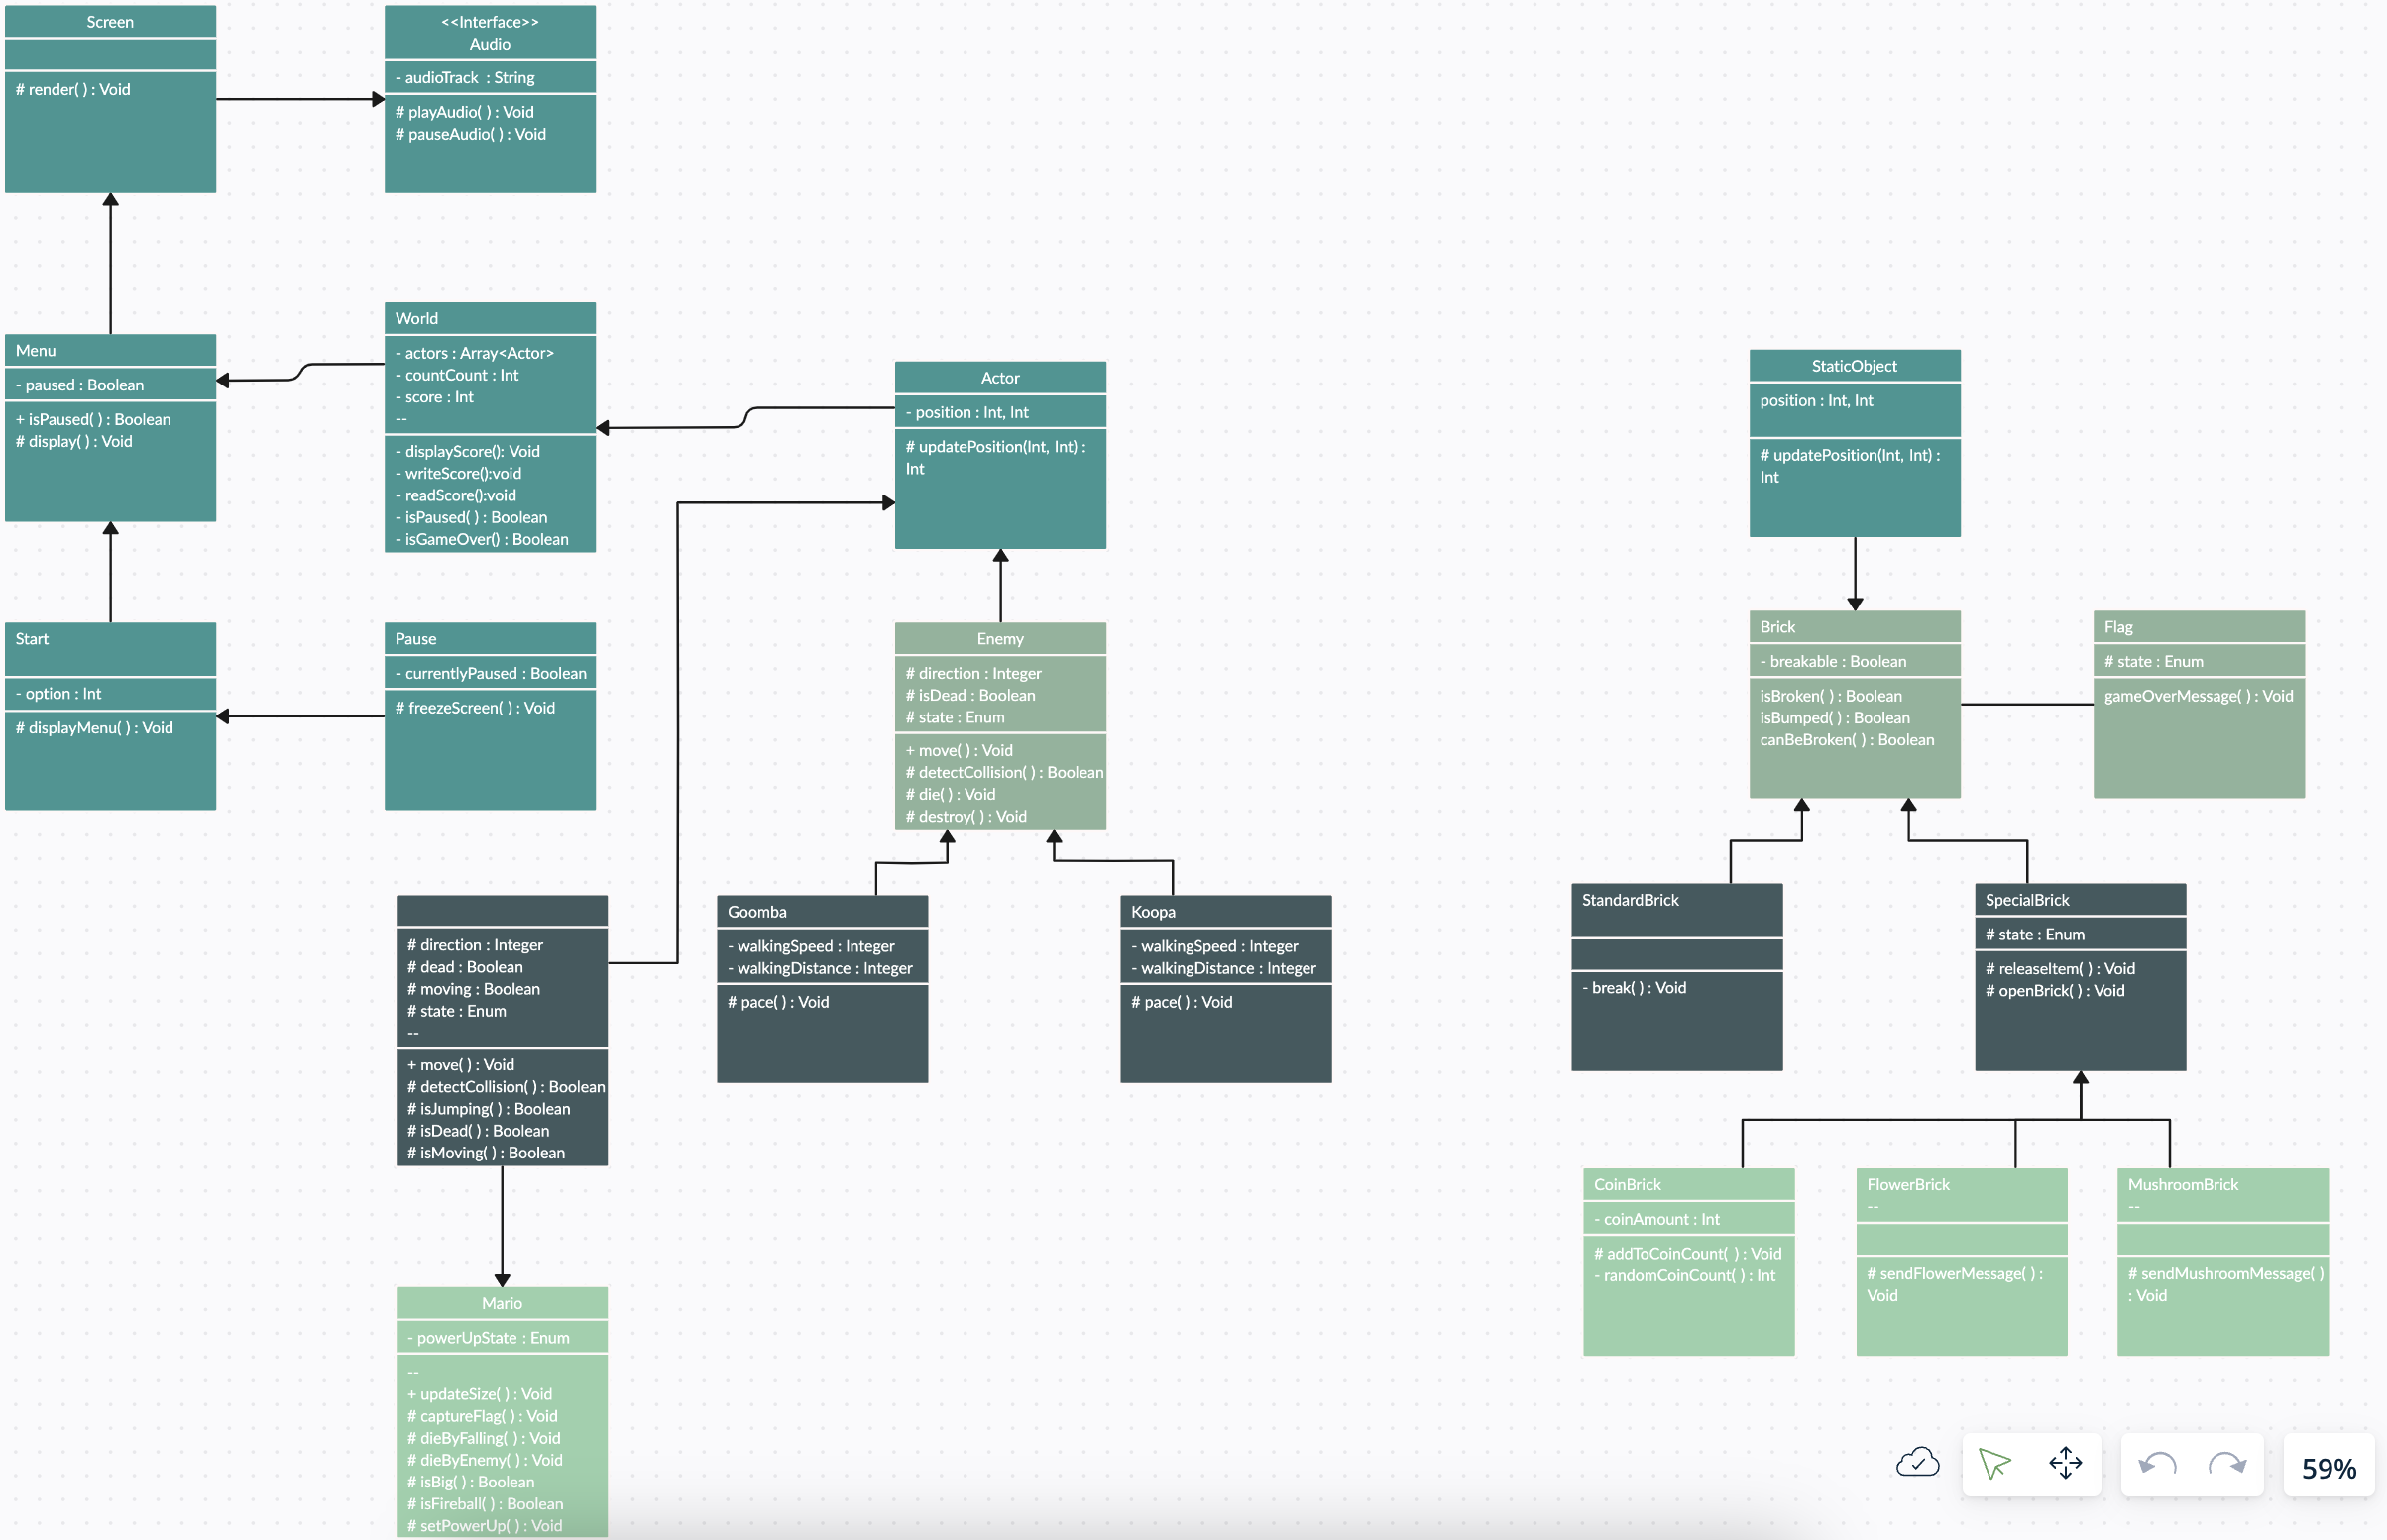 Screen
# render( ) : Void
<<Interface>>
Audio
- audioTrack : String
# playAudio( ) : Void
# pauseAudio( ) : Void
Menu
- paused : Boolean
+ isPaused( ) : Boolean
# display( ) : Void
World
- actors : Array<Actor>
- countCount : Int
- score : Int
--
- displayScore(): Void
- writeScore():void
- readScore():void
- isPaused( ) : Boolean
- isGameOver() : Boolean
Actor
- position : Int, Int
# updatePosition(Int, Int) :
Int
StaticObject
position : Int, Int
# updatePosition(Int, Int) :
Int
Start
- option : Int
# displayMenu( ) : Void
Pause
- currentlyPaused : Boolean
# freezeScreen( ) : Void
Enemy
# direction : Integer
# isDead : Boolean
# state : Enum
+ move( ) : Void
# detectCollision( ) : Boolean
# die( ) : Void
# destroy( ) : Void
Brick
- breakable : Boolean
isBroken( ) : Boolean
isBumped( ) : Boolean
canBeBroken( ) : Boolean
Flag
# state : Enum
gameOverMessage( ) : Void
# direction : Integer
# dead : Boolean
# moving : Boolean
# state : Enum
--
+ move( ) : Void
# detectCollision( ) : Boolean
# isJumping( ) : Boolean
# isDead( ) : Boolean
# isMoving( ) : Boolean
Goomba
- walkingSpeed : Integer
- walkingDistance : Integer
# pace( ) : Void
Koopa
- walkingSpeed : Integer
- walkingDistance : Integer
# pace( ) : Void
StandardBrick
- break( ) : Void
SpecialBrick
# state : Enum
# releaseItem( ) : Void
# openBrick( ) : Void
CoinBrick
- coinAmount : Int
# addToCoinCount( ) : Void
- randomCoinCount( ) : Int
FlowerBrick
--
# sendFlowerMessage( ) :
Void
MushroomBrick
--
# sendMushroomMessage( )
: Void
Mario
- powerUpState : Enum
--
+ updateSize( ) : Void
# captureFlag( ) : Void
# dieByFalling( ) : Void
# dieByEnemy( ) : Void
# isBig( ) : Boolean
# isFireball( ) : Boolean
# setPowerUp( ) : Void
59%